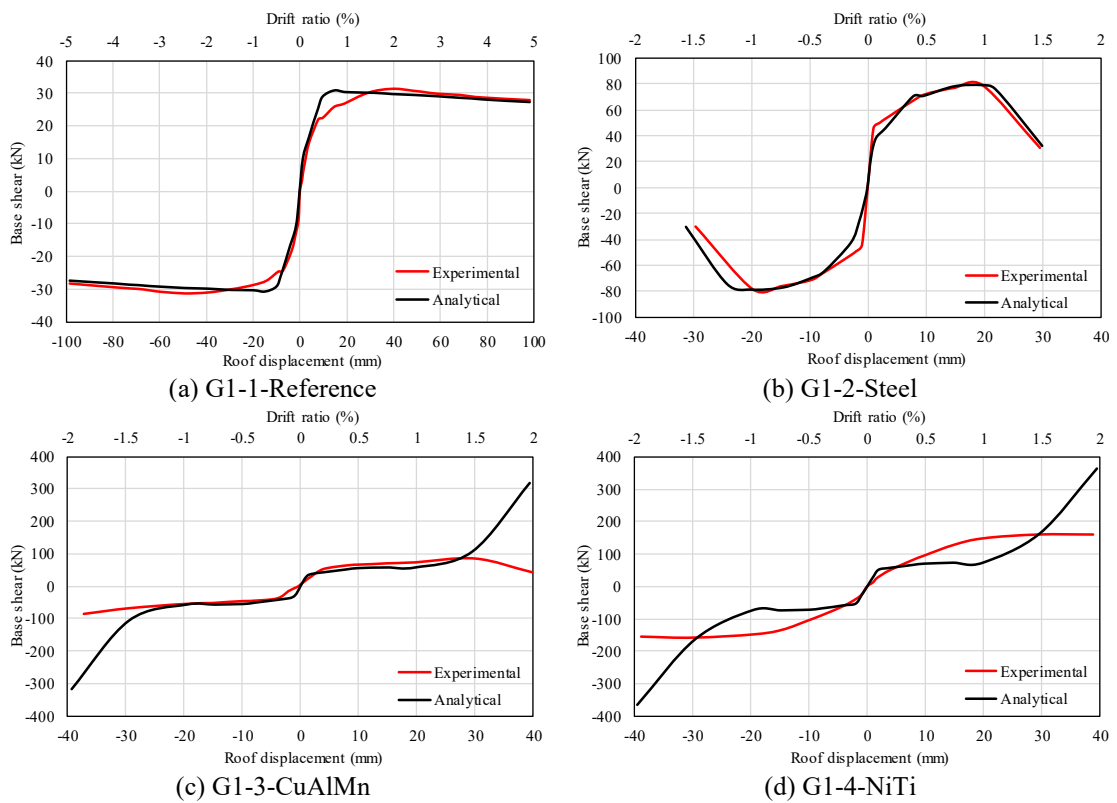 Drift ratio (%)
-5 -4 -3 -2 -1 0 1 2 3 4 5
40
30
20
10
0
-10
-20
-30
-40
Base shear (kN)
Experimental
Analytical
-100 -80 -60 -40 -20 0 20 40 60 80 100
Roof displacement (mm)
(a) G1-1-Reference
Drift ratio (%)
-2 -1.5 -1 -0.5 0 0.5 1 1.5 2
100
80
60
40
20
0
-20
-40
-60
-80
-100
Base shear (kN)
Experimental
Analytical
-40 -30 -20 -10 0 10 20 30 40
Roof displacement (mm)
(b) G1-2-Steel
Drift ratio (%)
-2 -1.5 -1 -0.5 0 0.5 1 1.5 2
400
300
200
100
0
-100
-200
-300
-400
Base shear (kN)
Experimental
Analytical
-40 -30 -20 -10 0 10 20 30 40
Roof displacement (mm)
(c) G1-3-CuAlMn
Drift ratio (%)
-2 -1.5 -1 -0.5 0 0.5 1 1.5 2
400
300
200
100
0
-100
-200
-300
-400
Base shear (kN)
Experimental
Analytical
-40 -30 -20 -10 0 10 20 30 40
Roof displacement (mm)
(d) G1-4-NiTi